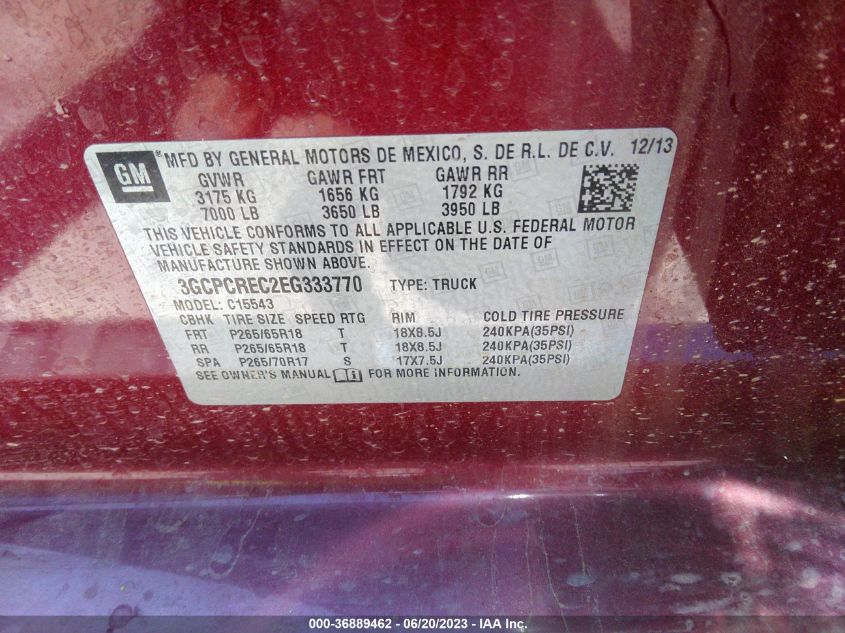 GM
MFD BY GENERAL MOTORS DE MEXICO, S. DE R.L. DE C.V. 12/13
GVWR GAWR FRT GAWR RR
3175 KG 1656 KG 1792 KG
7000 LB 3650 LB 3950 LB
THIS VEHICLE CONFORMS TO ALL APPLICABLE U.S. FEDERAL MOTOR
VEHICLE SAFETY STANDARDS IN EFFECT ON THE DATE OF
MANUFACTURE SHOWN ABOVE.
3GCPCREC2EG333770 TYPE: TRUCK
MODEL: C15543
CBHK TIRE SIZE SPEED RTG RIM COLD TIRE PRESSURE
FRT P265/65R18 T 18X8.5J 240KPA(35PSI)
RR P265/65R18 T 18X8.5J 240KPA(35PSI)
SPA P265/70R17 S 17X7.5J 240KPA(35PSI)
SEE OWNER'S MANUAL FOR MORE INFORMATION.
000-36889462 - 06/20/2023 - IAA Inc.